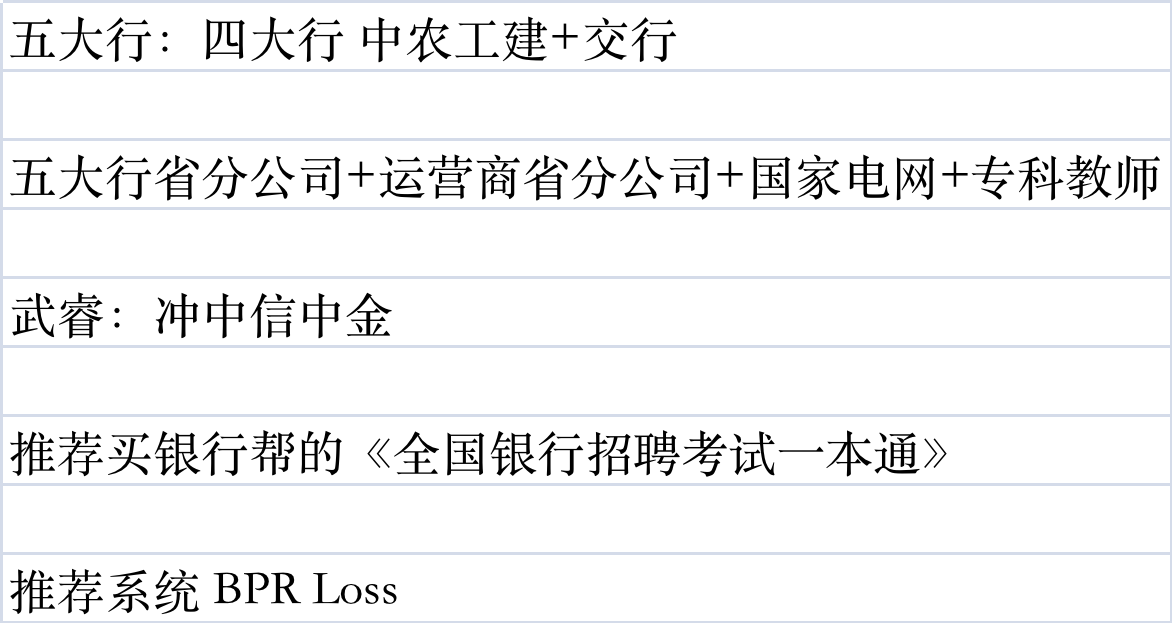 五大行：四大行 中农工建+交行
五大行省分公司+运营商省分公司+国家电网+专科教师
武睿：冲中信中金
推荐买银行帮的《全国银行招聘考试一本通》
推荐系统 BPR Loss